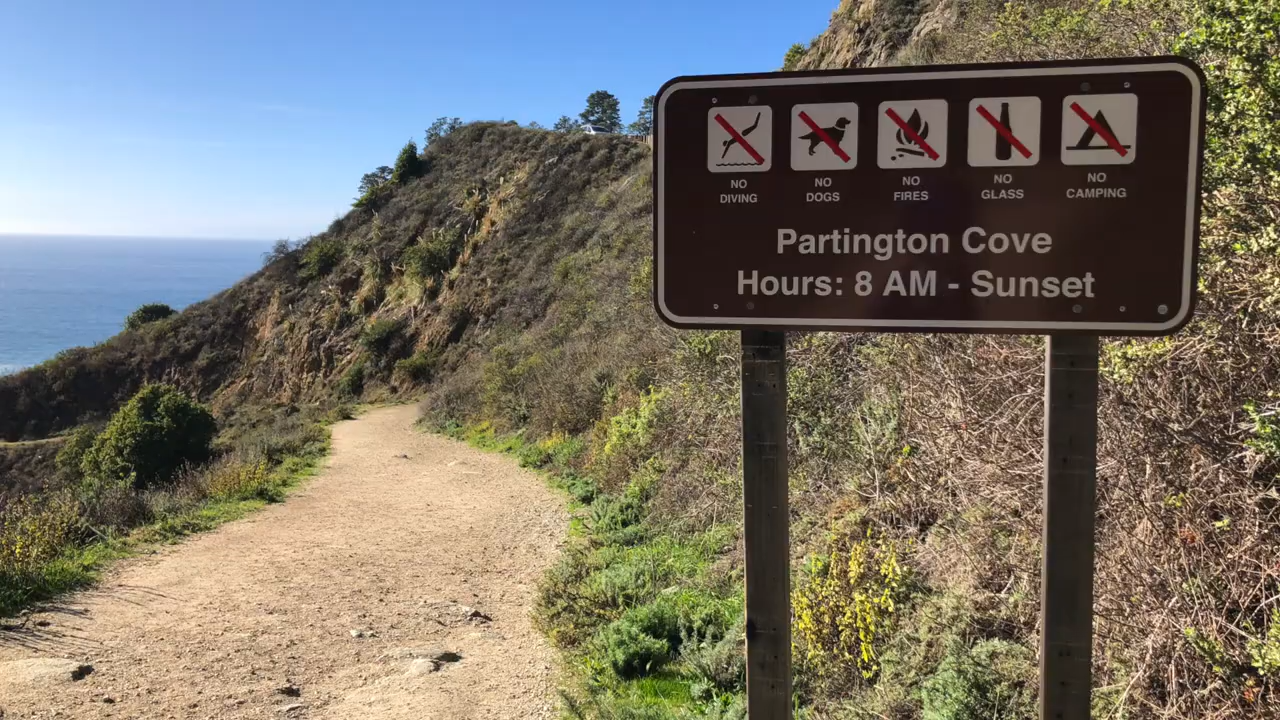 NO DIVING
NO DOGS
NO FIRES
NO GLASS
NO CAMPING
Partington Cove
Hours: 8 AM - Sunset